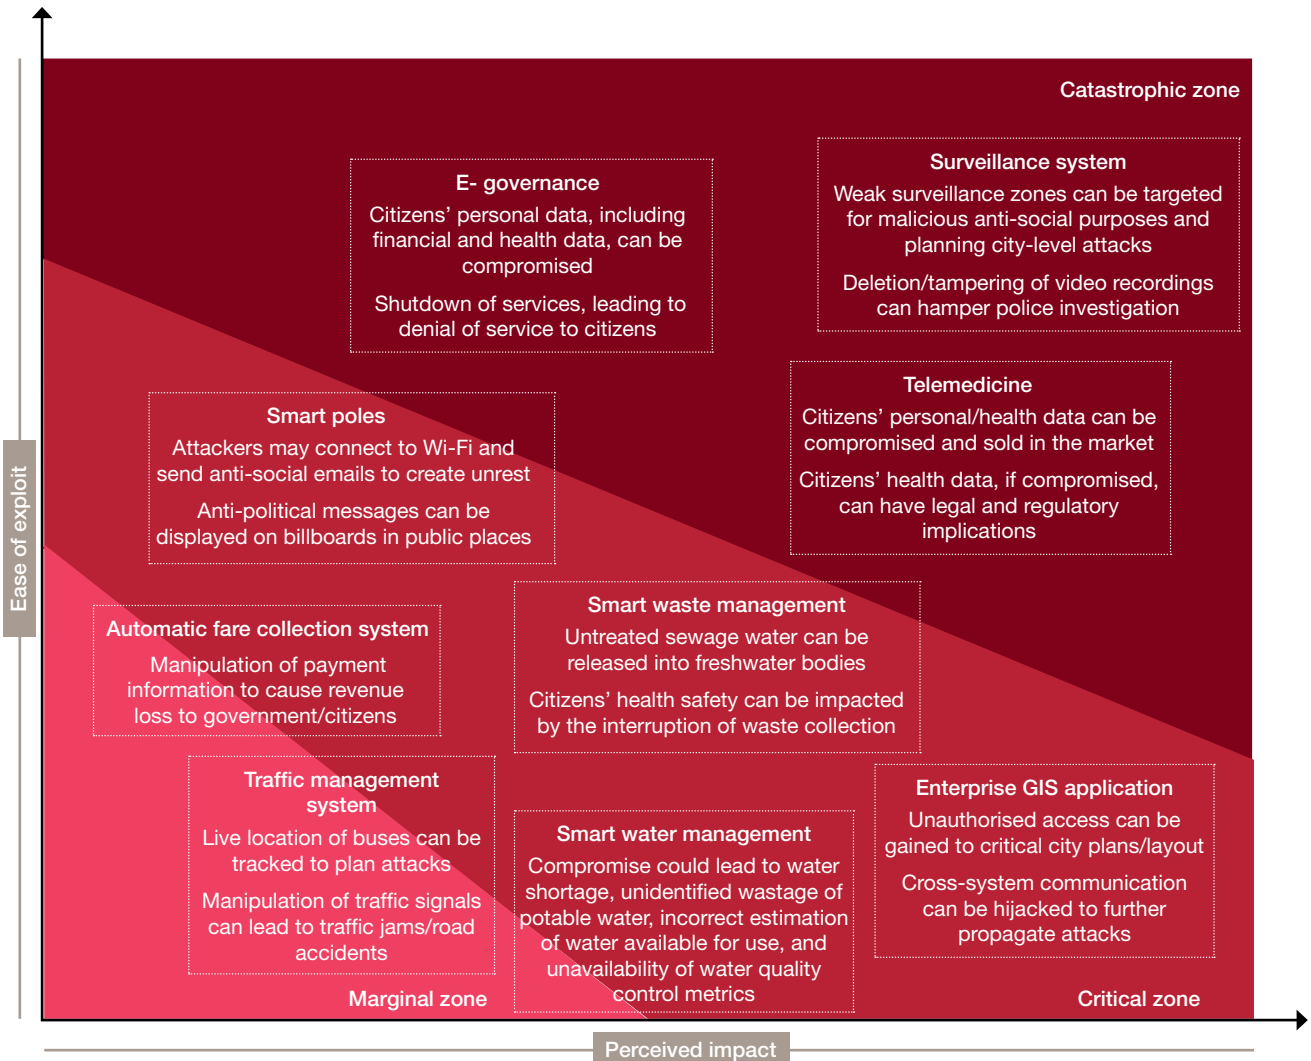 Catastrophic zone
Surveillance system
Weak surveillance zones can be targeted
for malicious anti-social purposes and
planning city-level attacks
Deletion/tampering of video recordings
can hamper police investigation
E- governance
Citizens’ personal data, including
financial and health data, can be
compromised
Shutdown of services, leading to
denial of service to citizens
Telemedicine
Citizens’ personal/health data can be
compromised and sold in the market
Citizens’ health data, if compromised,
can have legal and regulatory
implications
Smart poles
Attackers may connect to Wi-Fi and
send anti-social emails to create unrest
Anti-political messages can be
displayed on billboards in public places
Ease of exploit
Smart waste management
Untreated sewage water can be
released into freshwater bodies
Citizens’ health safety can be impacted
by the interruption of waste collection
Automatic fare collection system
Manipulation of payment
information to cause revenue
loss to government/citizens
Traffic management
system
Live location of buses can be
tracked to plan attacks
Manipulation of traffic signals
can lead to traffic jams/road
accidents
Smart water management
Compromise could lead to water
shortage, unidentified wastage of
potable water, incorrect estimation
of water available for use, and
unavailability of water quality
control metrics
Enterprise GIS application
Unauthorised access can be
gained to critical city plans/layout
Cross-system communication
can be hijacked to further
propagate attacks
Marginal zone
Critical zone
Perceived impact